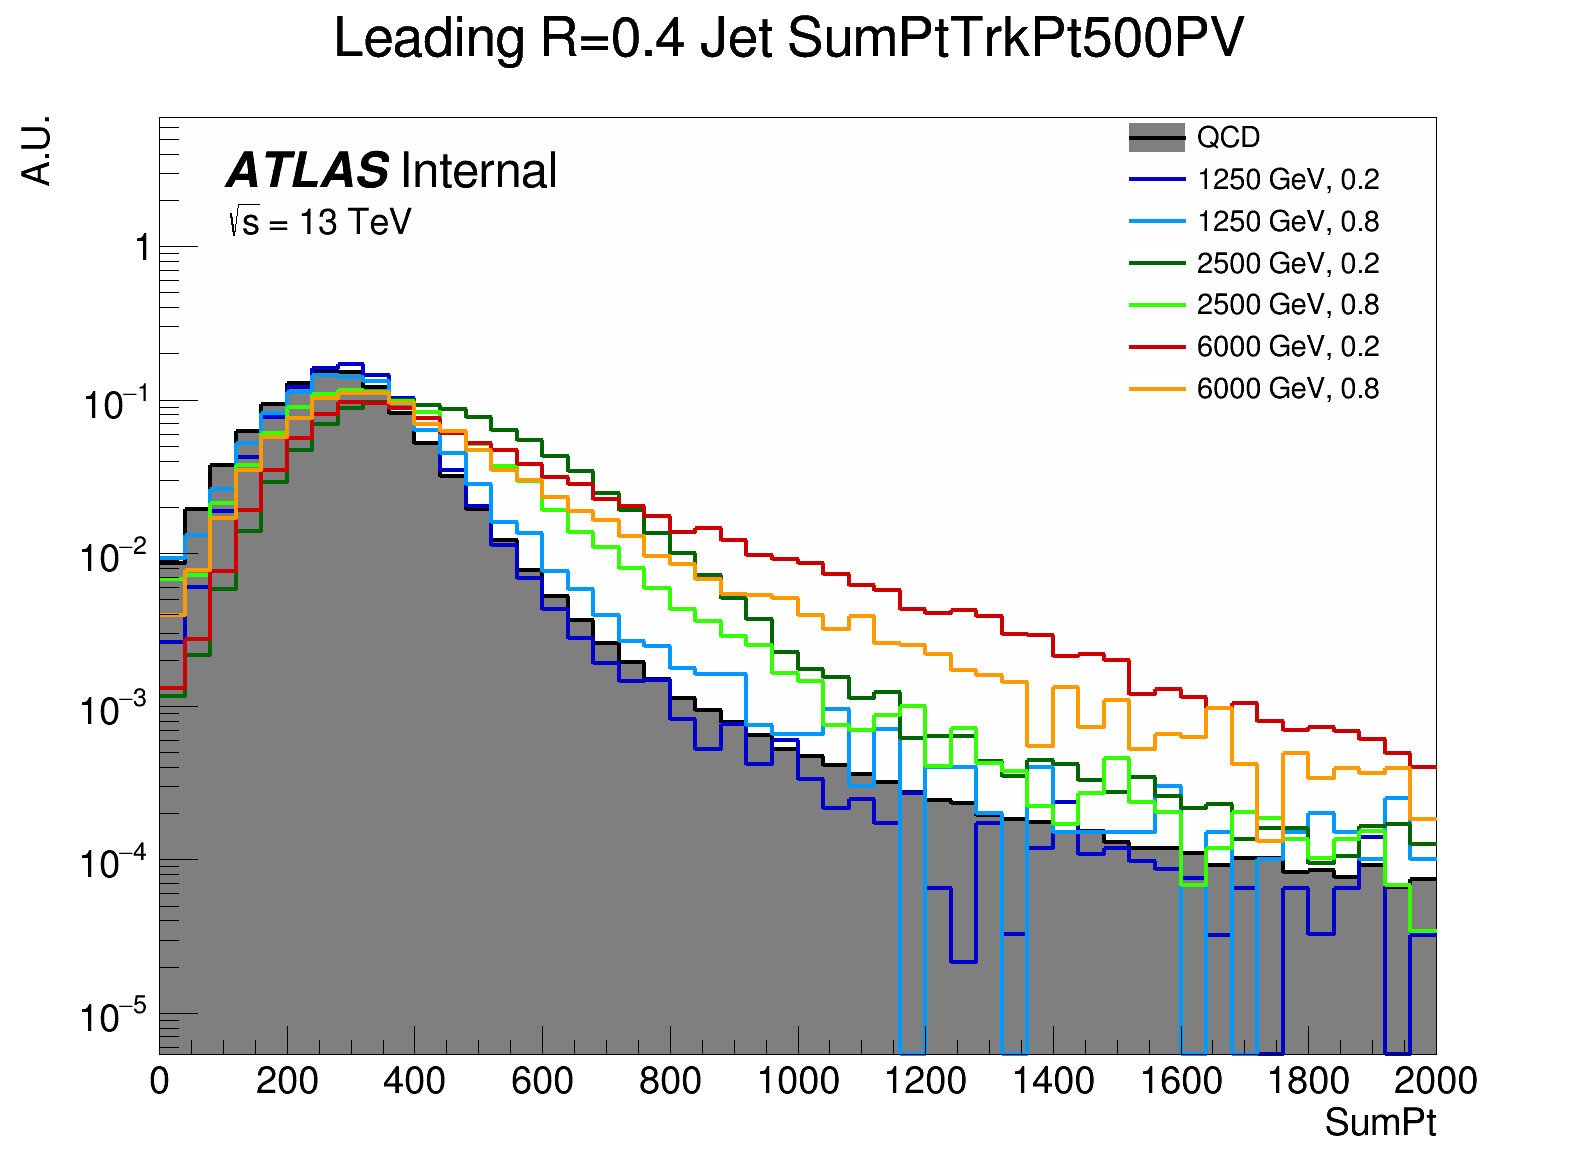 Leading R=0.4 Jet SumPtTrkPt500PV
A.U.
ATLAS Internal
√s = 13 TeV
QCD
1250 GeV, 0.2
1250 GeV, 0.8
2500 GeV, 0.2
2500 GeV, 0.8
6000 GeV, 0.2
6000 GeV, 0.8
1
10⁻¹
10⁻²
10⁻³
10⁻⁴
10⁻⁵
0 200 400 600 800 1000 1200 1400 1600 1800 2000
SumPt